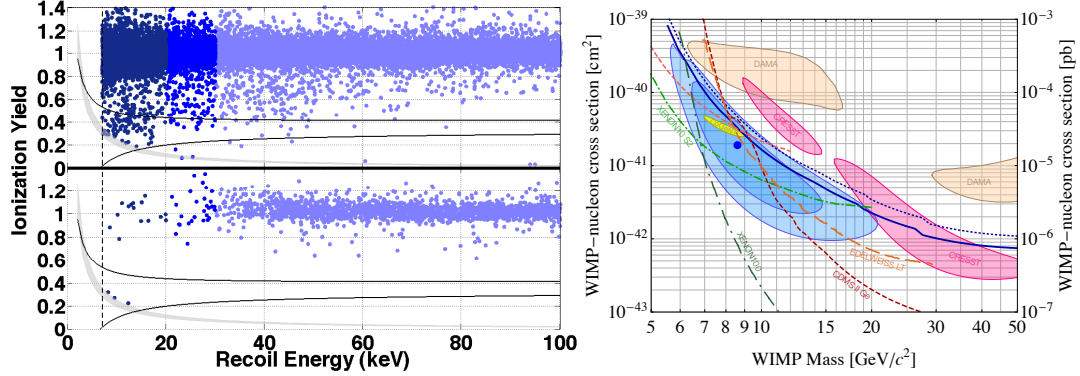 1.4
1.2
1
0.8
0.6
0.4
0.2
0
1.2
1
0.8
0.6
0.4
0.2
0
Ionization Yield
0 20 40 60 80 100
Recoil Energy (keV)
10−39
10−40
10−41
10−42
10−43
WIMP−nucleon cross section [cm2]
DAMA
CRESST
XENON10 S2
DAMA
XENON100
EDELWEISS LT
CRESST
CDMS II Ge
5 6 7 8 9 10 15 20 30 40 50
WIMP Mass [GeV/c2]
10−3
10−4
10−5
10−6
10−7
WIMP−nucleon cross section [pb]